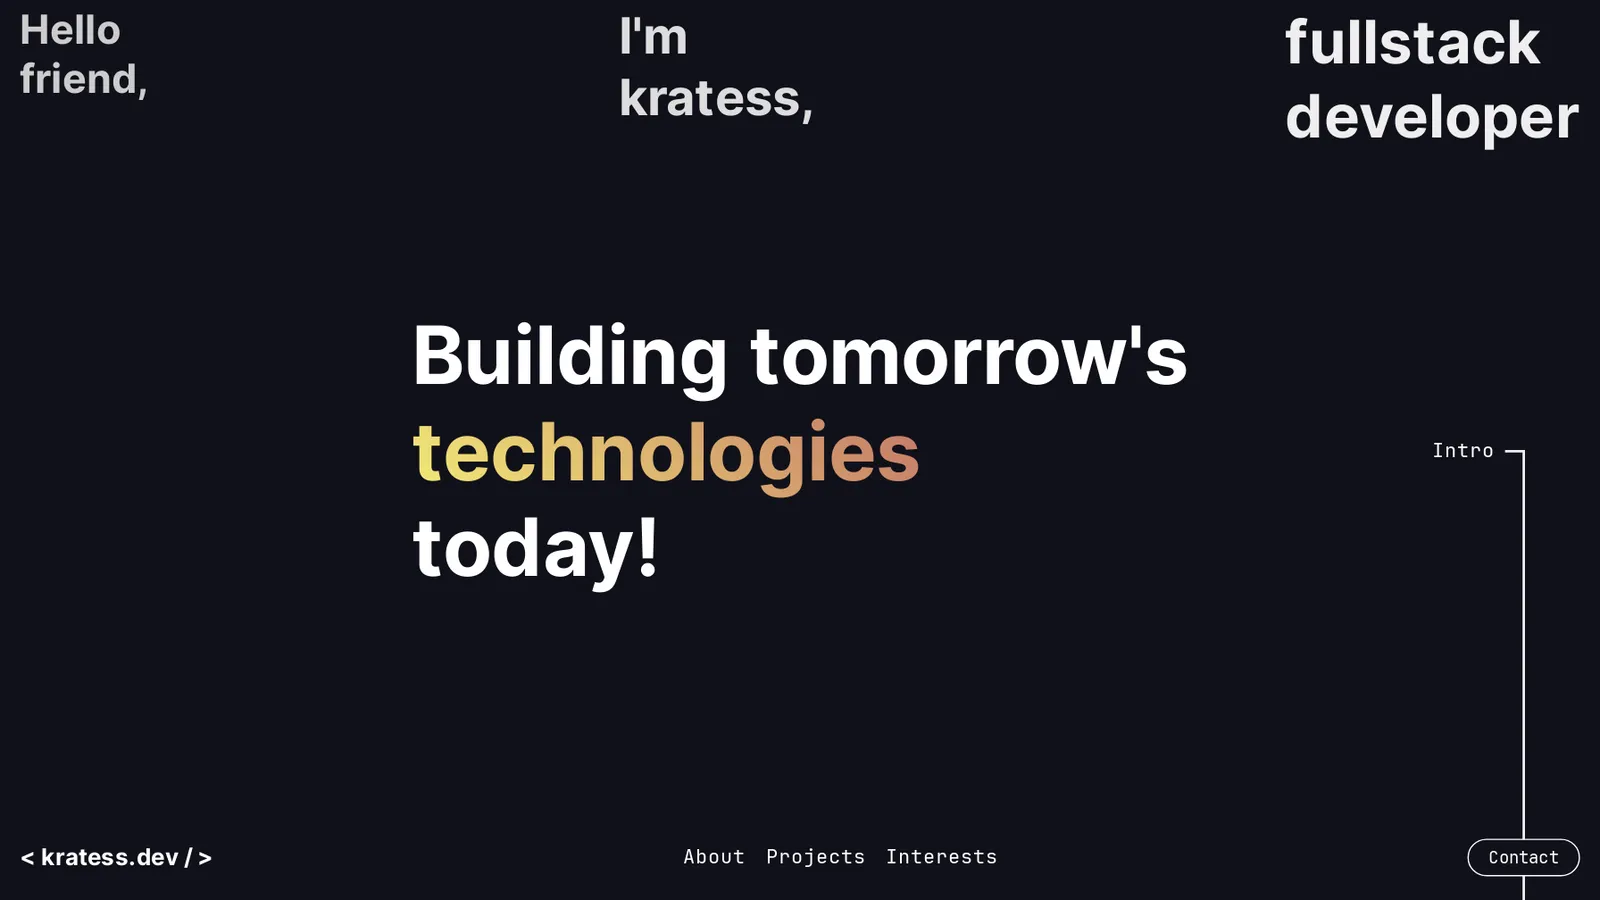 Hello
friend,
I'm
kratess,
fullstack
developer
Building tomorrow's
technologies
today!
Intro
< kratess.dev / >
About Projects Interests
Contact